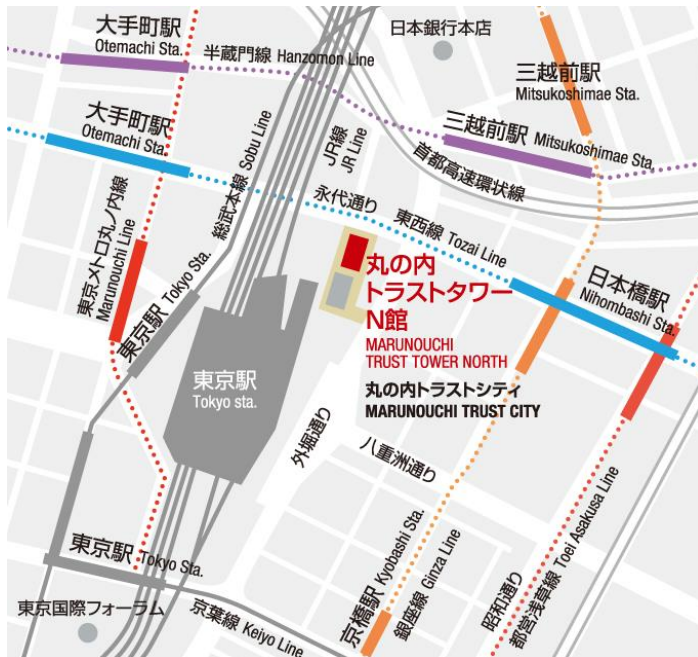 大手町駅
Otemachi Sta.
半蔵門線 Hanzomon Line
日本銀行本店
三越前駅
Mitsukoshimae Sta.
大手町駅
Otemachi Sta.
総武本線 Sobu Line
JR線
JR Line
三越前駅 Mitsukoshimae Sta.
首都高速環状線
永代通り
東西線 Tozai Line
東京メトロ丸ノ内線
Marunouchi Line
東京駅 Tokyo Sta.
丸の内
トラストタワー
N館
MARUNOUCHI
TRUST TOWER NORTH
丸の内トラストシティ
MARUNOUCHI TRUST CITY
日本橋駅
Nihombashi Sta.
東京駅
Tokyo sta.
外堀通り
八重洲通り
東京駅 Tokyo Sta.
東京国際フォーラム
京葉線 Keiyo Line
京橋駅 Kyobashi Sta.
銀座線 Ginza Line
昭和通り
都営浅草線 Toei Asakusa Line